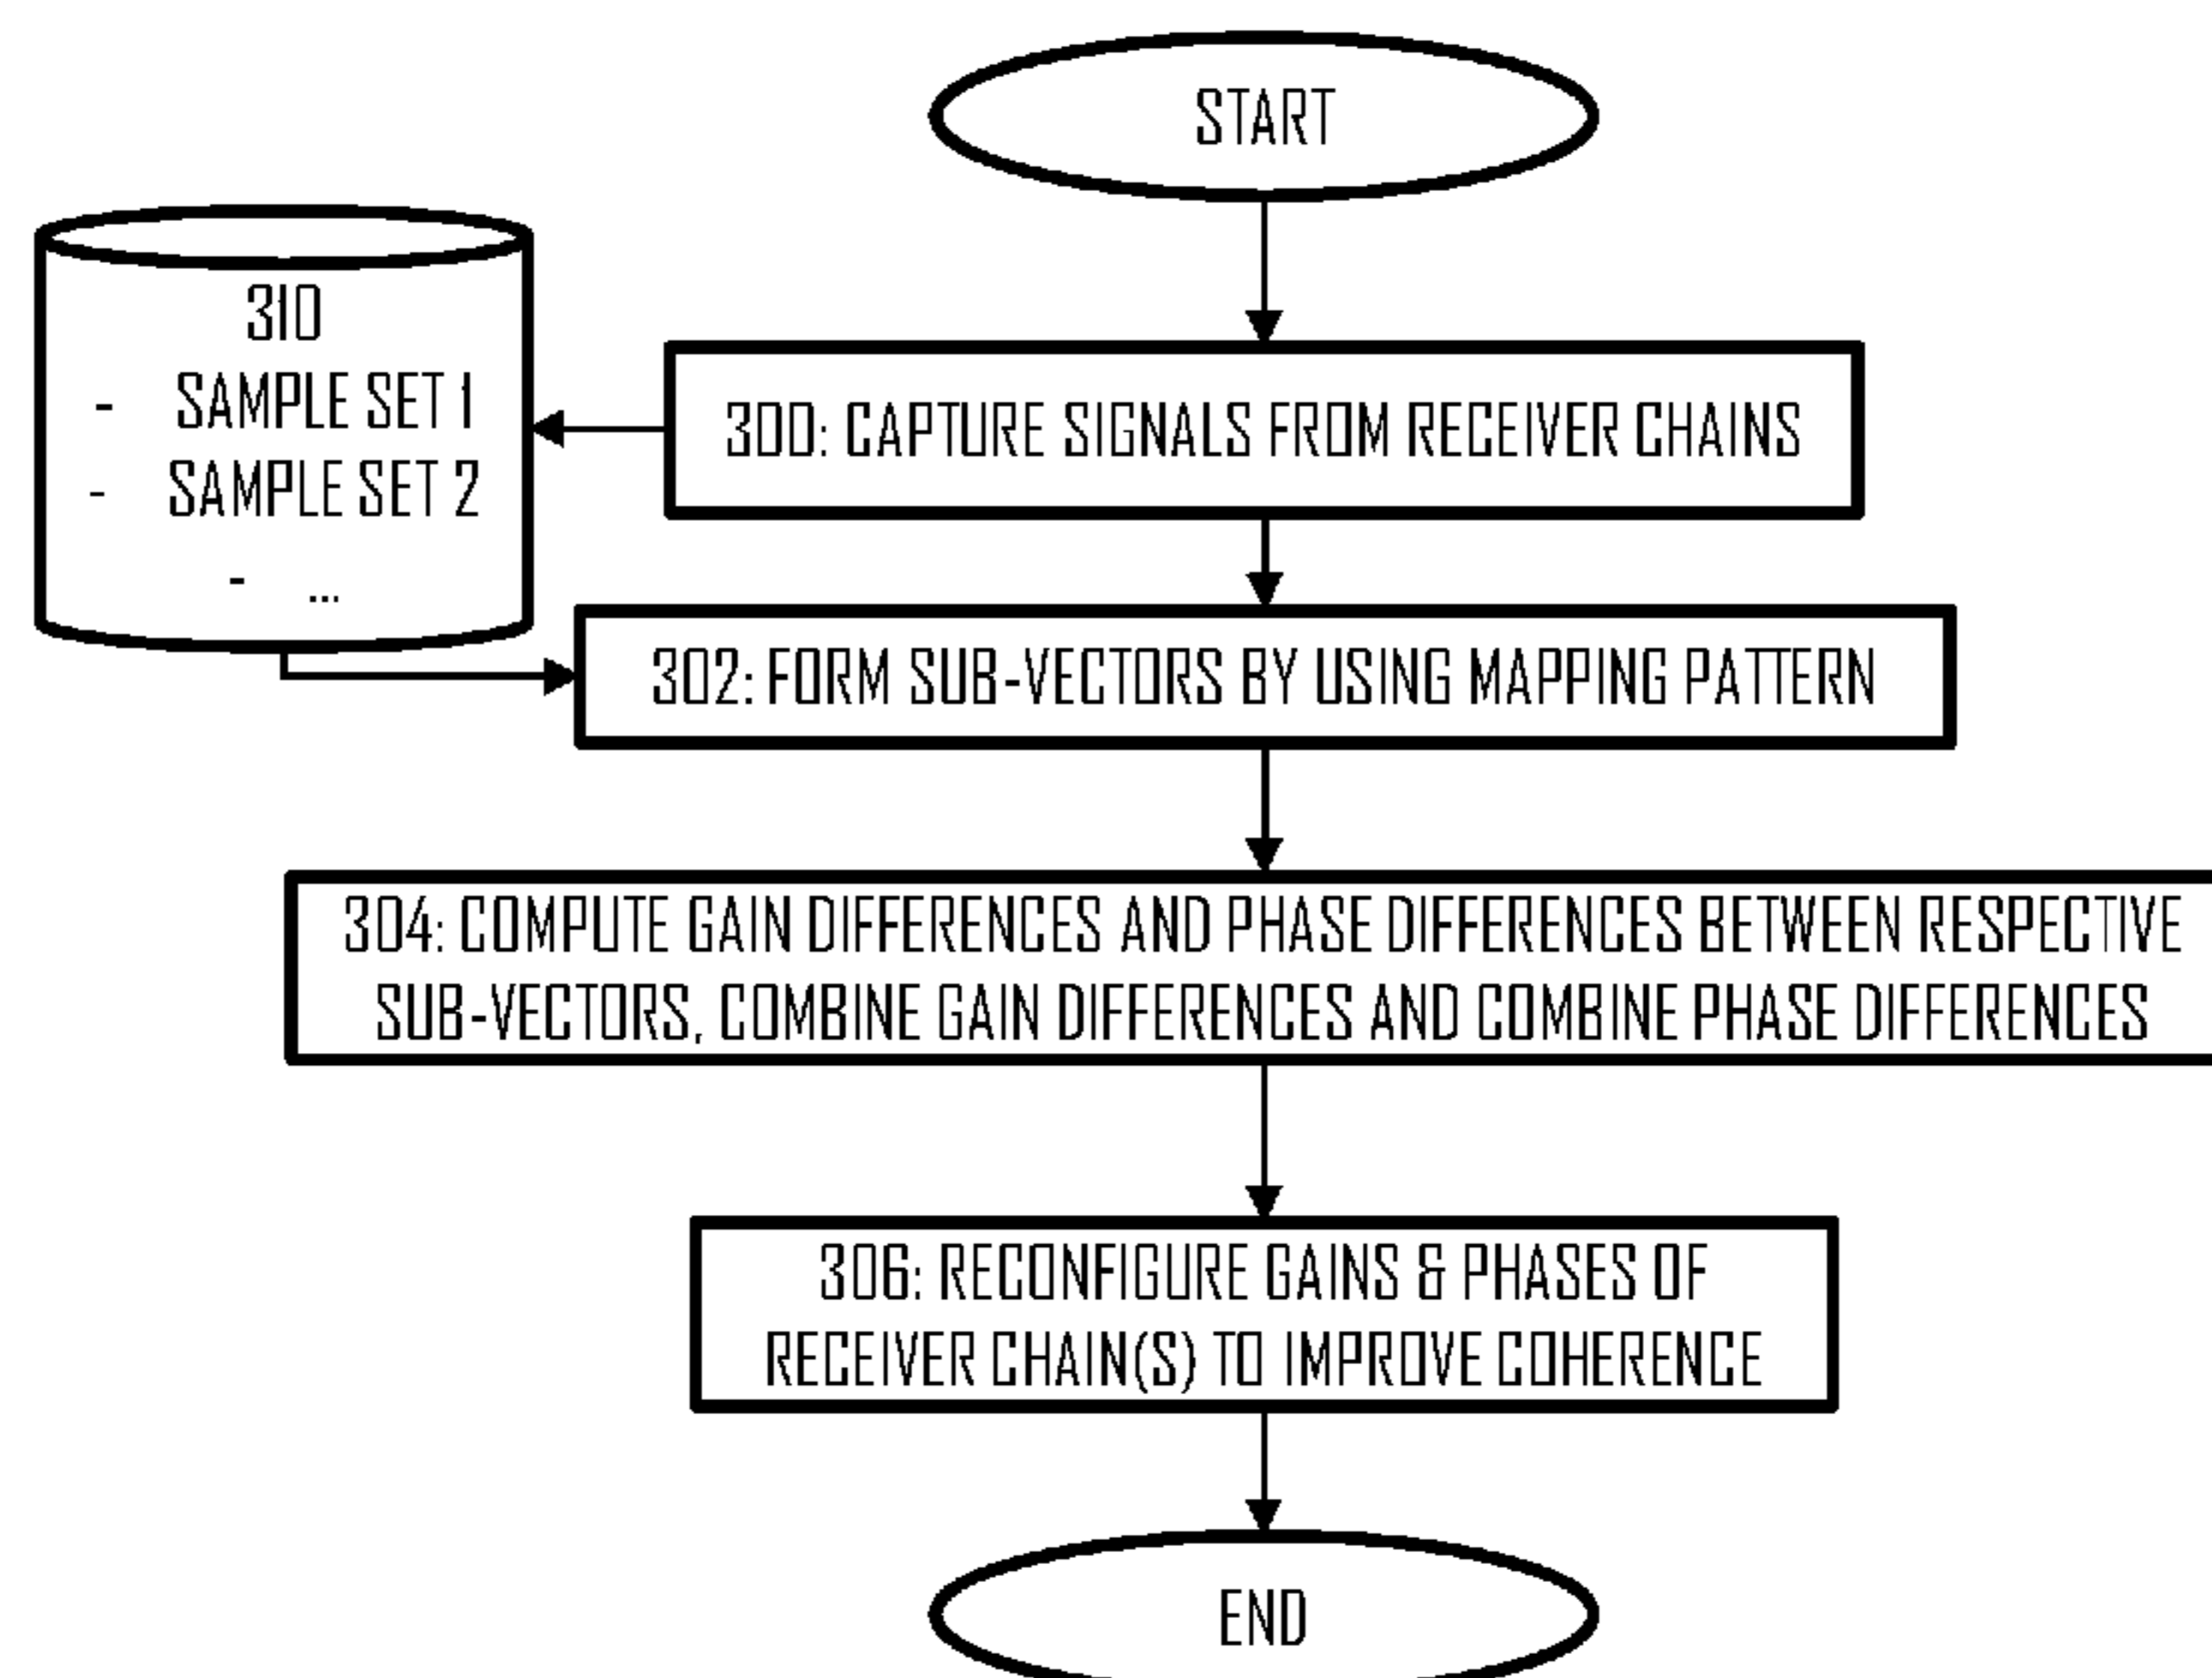 START
310
- SAMPLE SET 1
- SAMPLE SET 2
- ...
300: CAPTURE SIGNALS FROM RECEIVER CHAINS
302: FORM SUB-VECTORS BY USING MAPPING PATTERN
304: COMPUTE GAIN DIFFERENCES AND PHASE DIFFERENCES BETWEEN RESPECTIVE
SUB-VECTORS, COMBINE GAIN DIFFERENCES AND COMBINE PHASE DIFFERENCES
306: RECONFIGURE GAINS & PHASES OF
RECEIVER CHAIN(S) TO IMPROVE COHERENCE
END